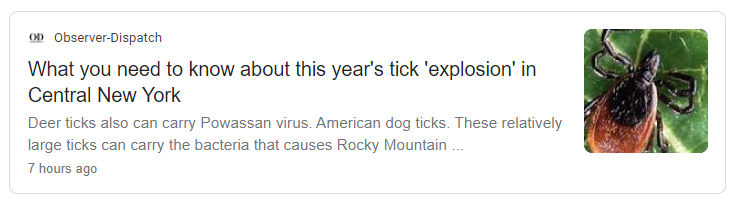 OD Observer-Dispatch
What you need to know about this year's tick 'explosion' in
Central New York
Deer ticks also can carry Powassan virus. American dog ticks. These relatively
large ticks can carry the bacteria that causes Rocky Mountain ...
7 hours ago